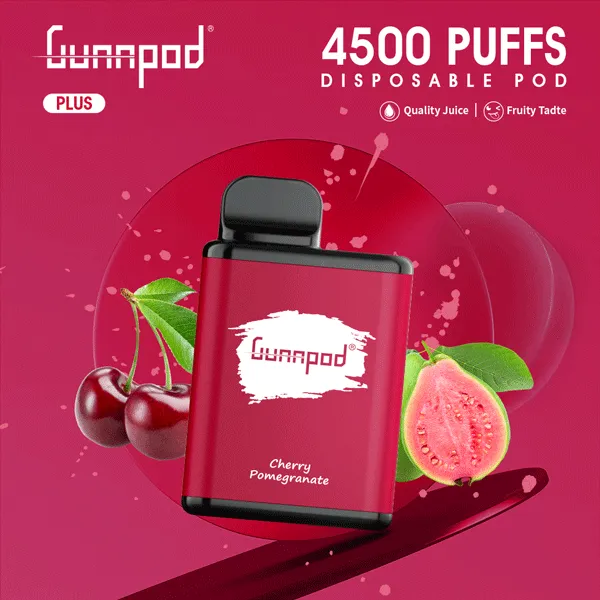 Gunnpod®
PLUS
4500 PUFFS
DISPOSABLE POD
Quality Juice | Fruity Tadte
Gunnpod®
Cherry
Pomegranate